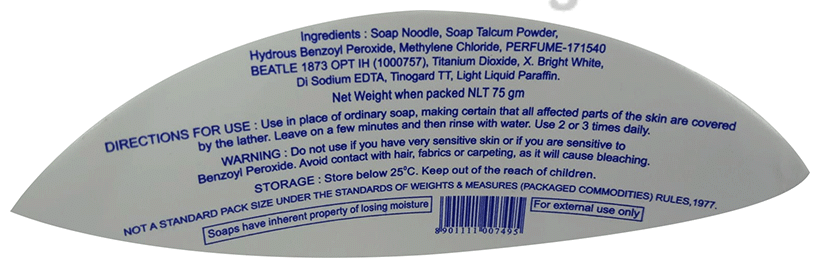 Ingredients : Soap Noodle, Soap Talcum Powder,
Hydrous Benzoyl Peroxide, Methylene Chloride, PERFUME-171540
BEATLE 1873 OPT IH (1000757), Titanium Dioxide, X. Bright White,
Di Sodium EDTA, Tinogard TT, Light Liquid Paraffin.
Net Weight when packed NLT 75 gm
DIRECTIONS FOR USE : Use in place of ordinary soap, making certain that all affected parts of the skin are covered
by the lather. Leave on a few minutes and then rinse with water. Use 2 or 3 times daily.
WARNING : Do not use if you have very sensitive skin or if you are sensitive to
Benzoyl Peroxide. Avoid contact with hair, fabrics or carpeting, as it will cause bleaching.
STORAGE : Store below 25°C. Keep out of the reach of children.
NOT A STANDARD PACK SIZE UNDER THE STANDARDS OF WEIGHTS & MEASURES (PACKAGED COMMODITIES) RULES,1977.
Soaps have inherent property of losing moisture
8 901111 007495
For external use only